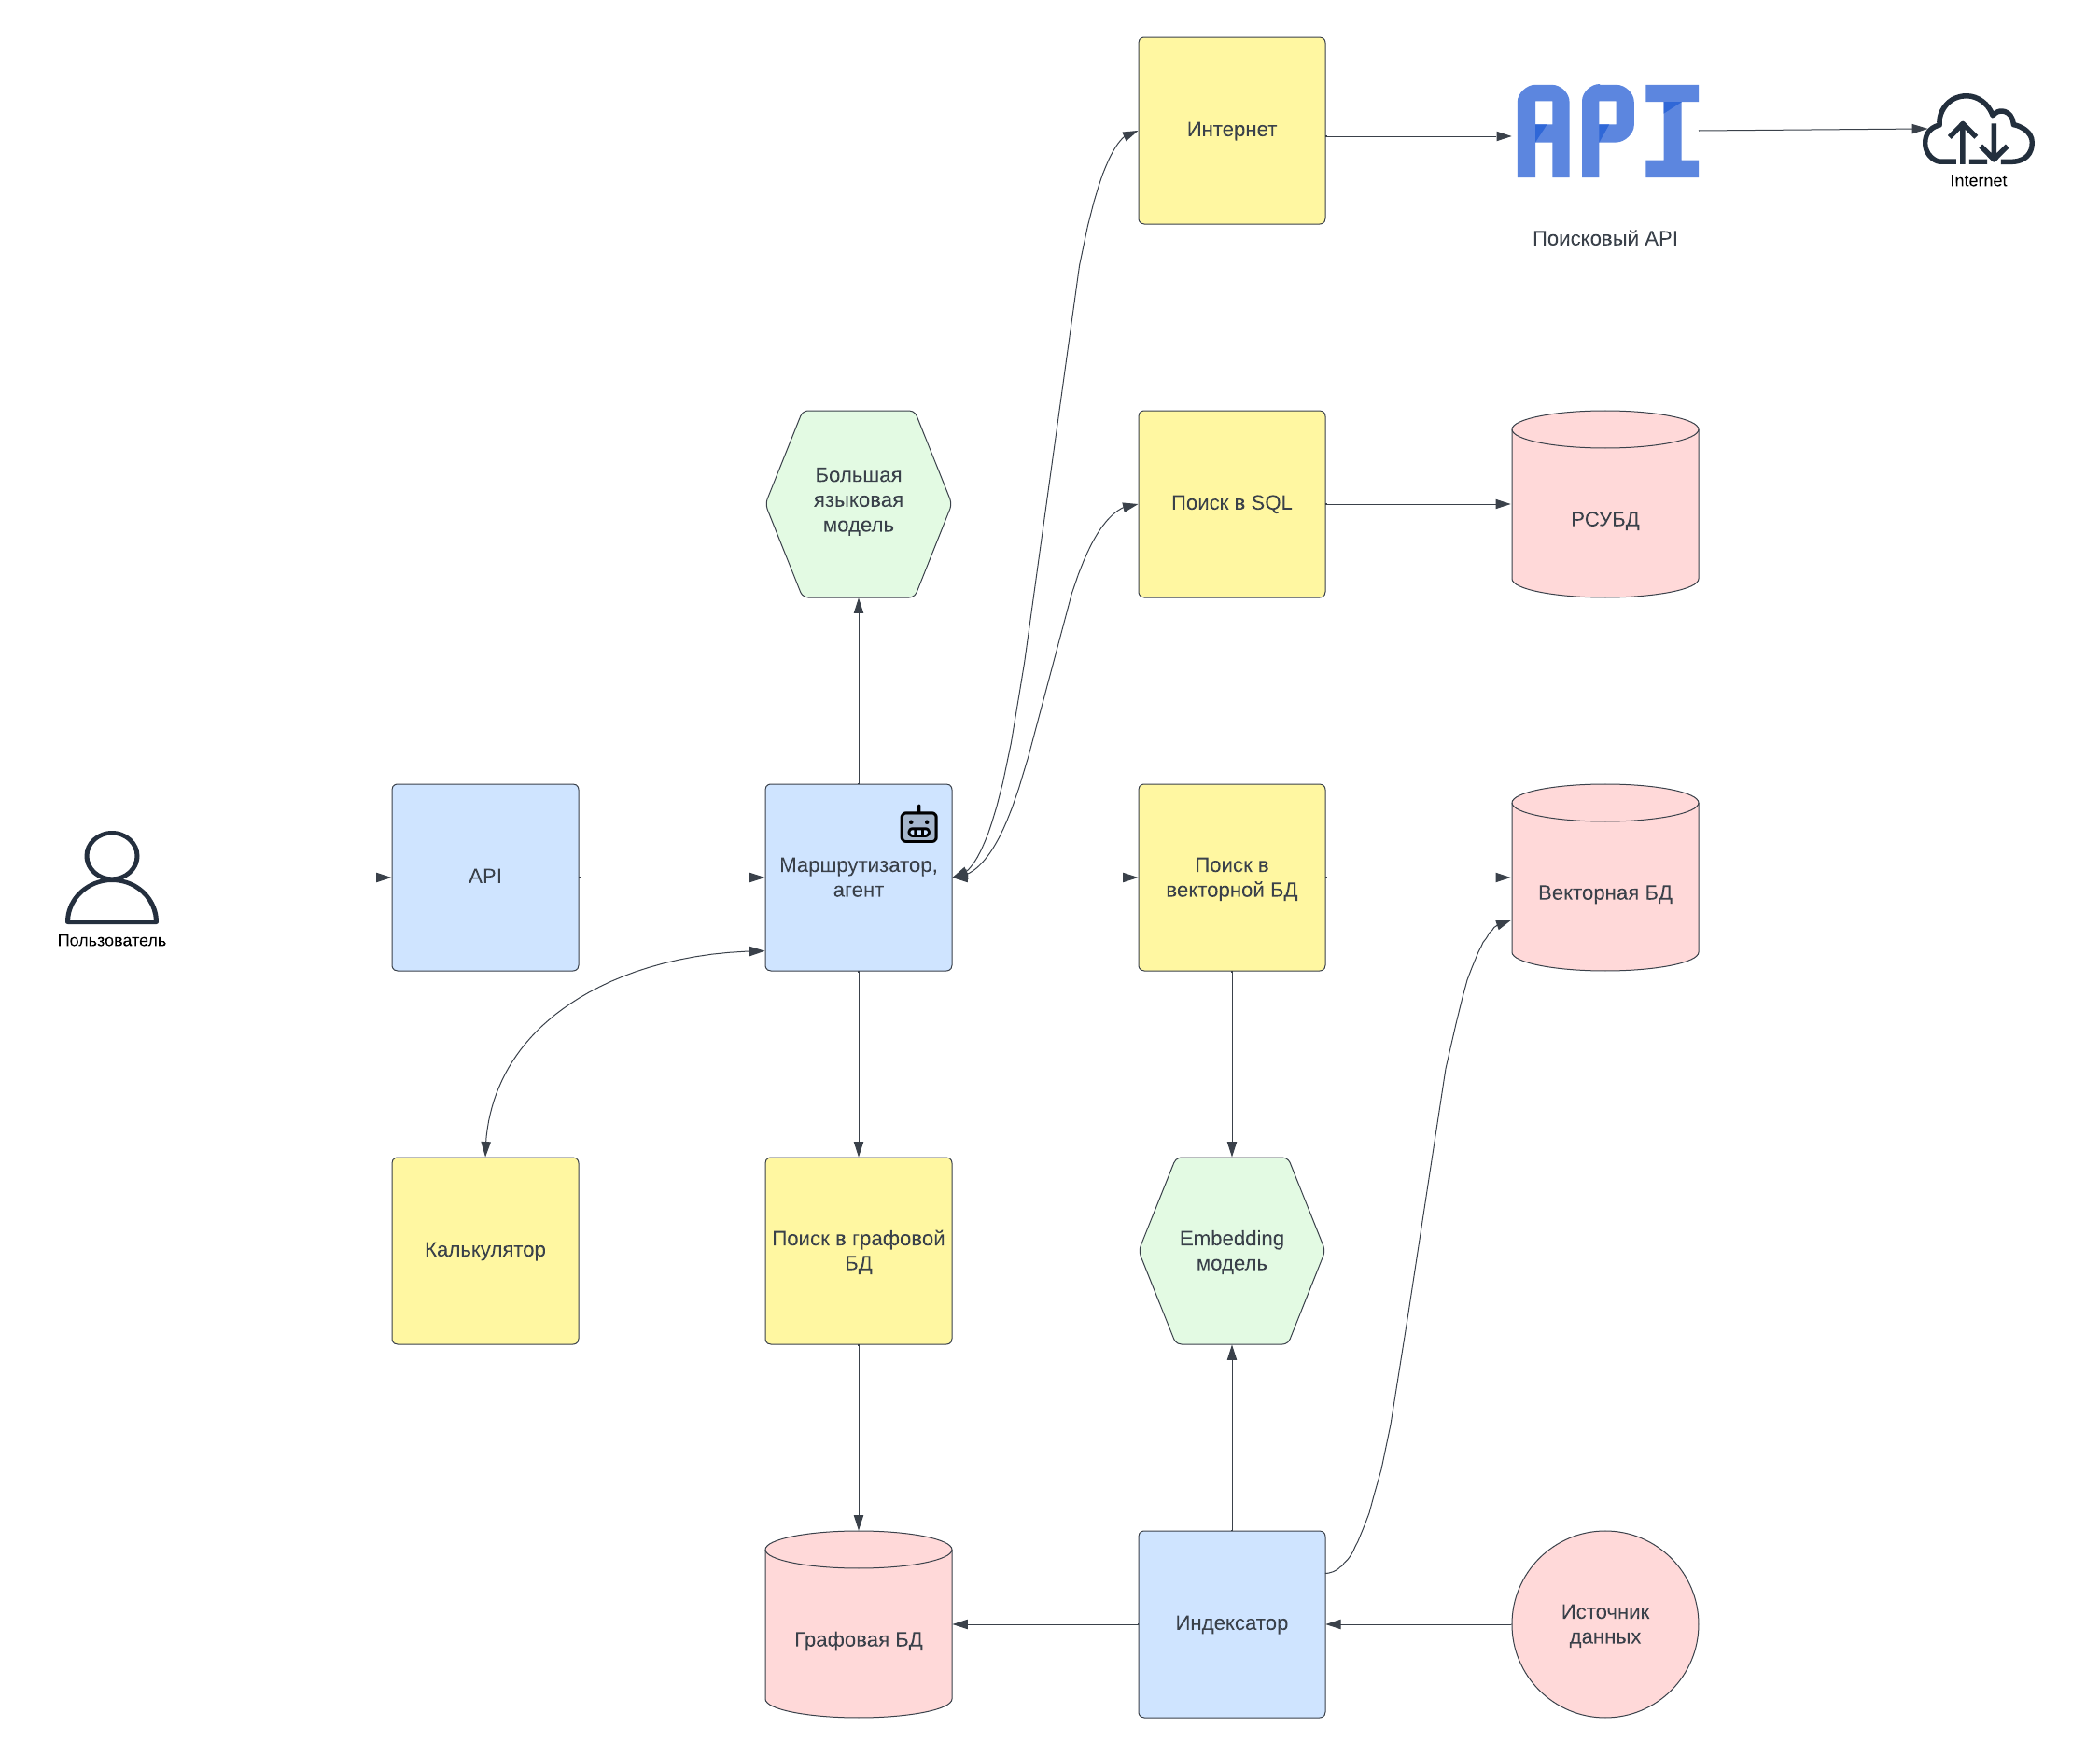 Интернет
API
Internet
Поисковый API
Большая
языковая
модель
Поиск в SQL
РСУБД
Пользователь
API
Маршрутизатор,
агент
Поиск в
векторной БД
Векторная БД
Калькулятор
Поиск в графовой
БД
Embedding
модель
Графовая БД
Индексатор
Источник
данных